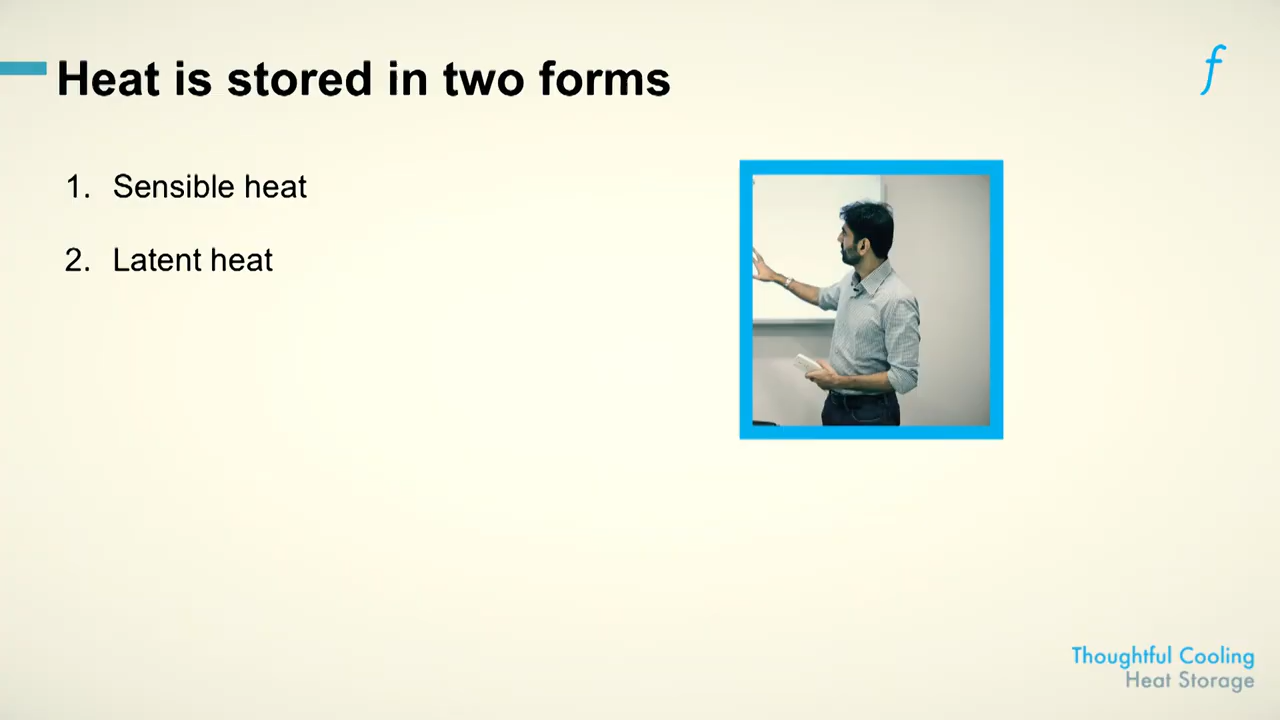 Heat is stored in two forms
f
1. Sensible heat
2. Latent heat
Thoughtful Cooling
Heat Storage